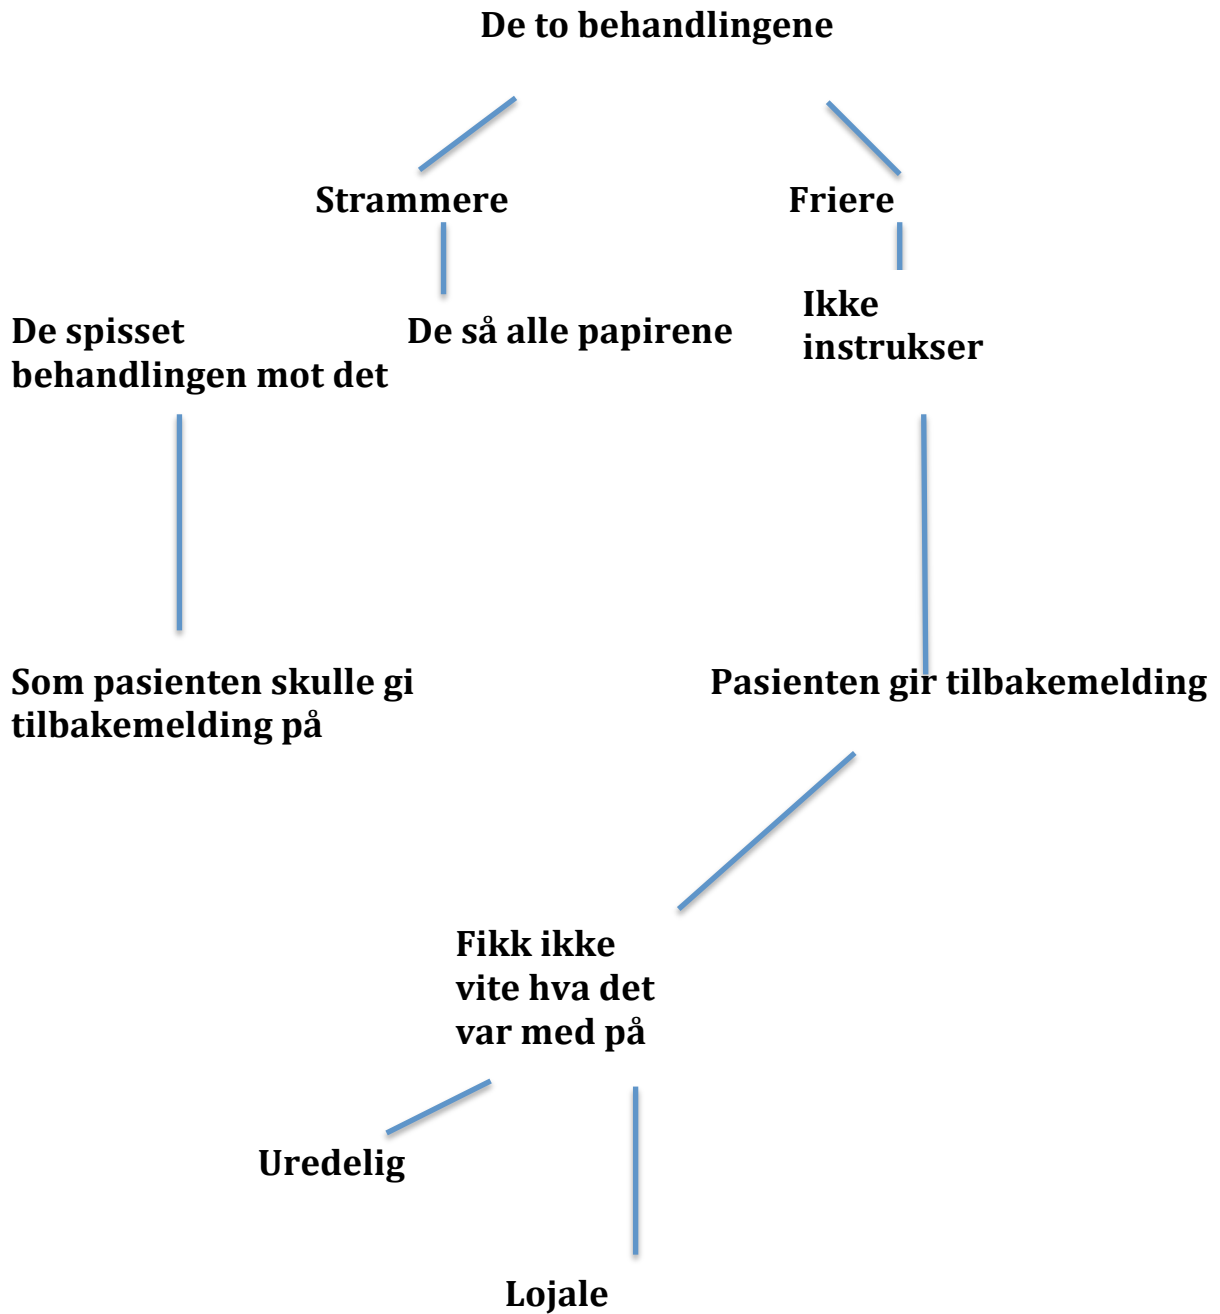 De to behandlingene
Strammere
Friere
De spisset
behandlingen mot det
De så alle papirene
Ikke
instrukser
Som pasienten skulle gi
tilbakemelding på
Pasienten gir tilbakemelding
Fikk ikke
vite hva det
var med på
Uredelig
Lojale